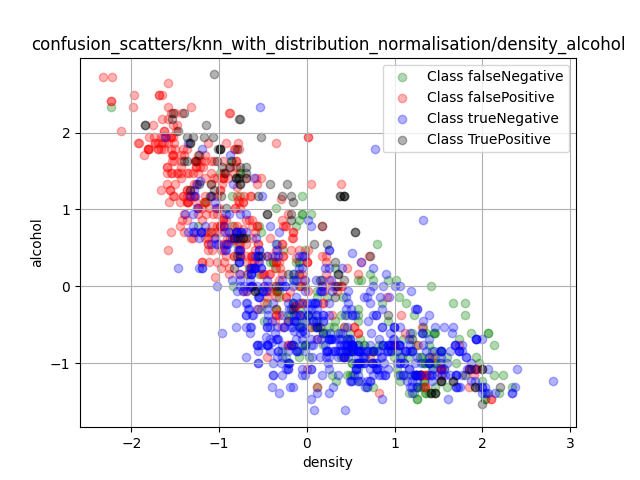 confusion_scatters/knn_with_distribution_normalisation/density_alcohol
Class falseNegative
Class falsePositive
Class trueNegative
Class TruePositive
2
1
0
−1
alcohol
−2 −1 0 1 2 3
density